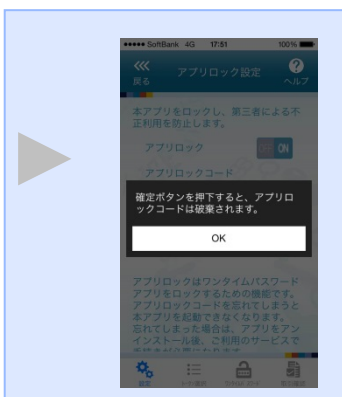 SoftBank 4G 17:51 100%
戻る アプリロック設定 ? ヘルプ
本アプリをロックし、第三者による不
正利用を防止します。
アプリロック OFF ON
アプリロックコード
確定ボタンを押下すると、アプリロ
ックコードは破棄されます。
OK
アプリロックはワンタイムパスワード
アプリをロックするための機能です。
アプリロックコードを忘れてしまうと
本アプリを起動できなくなります。
忘れてしまった場合は、アプリをアン
インストール後、ご利用のサービスで
設定